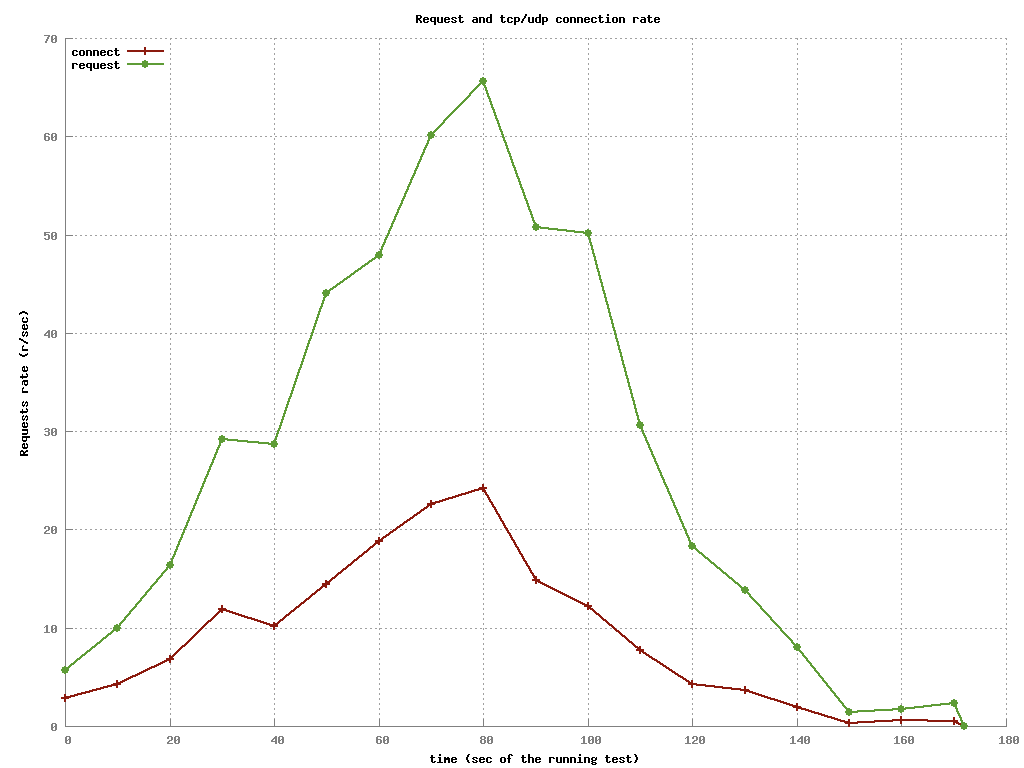 Request and tcp/udp connection rate
connect
request
70
60
50
40
30
20
10
0
Requests rate (r/sec)
0 20 40 60 80 100 120 140 160 180
time (sec of the running test)